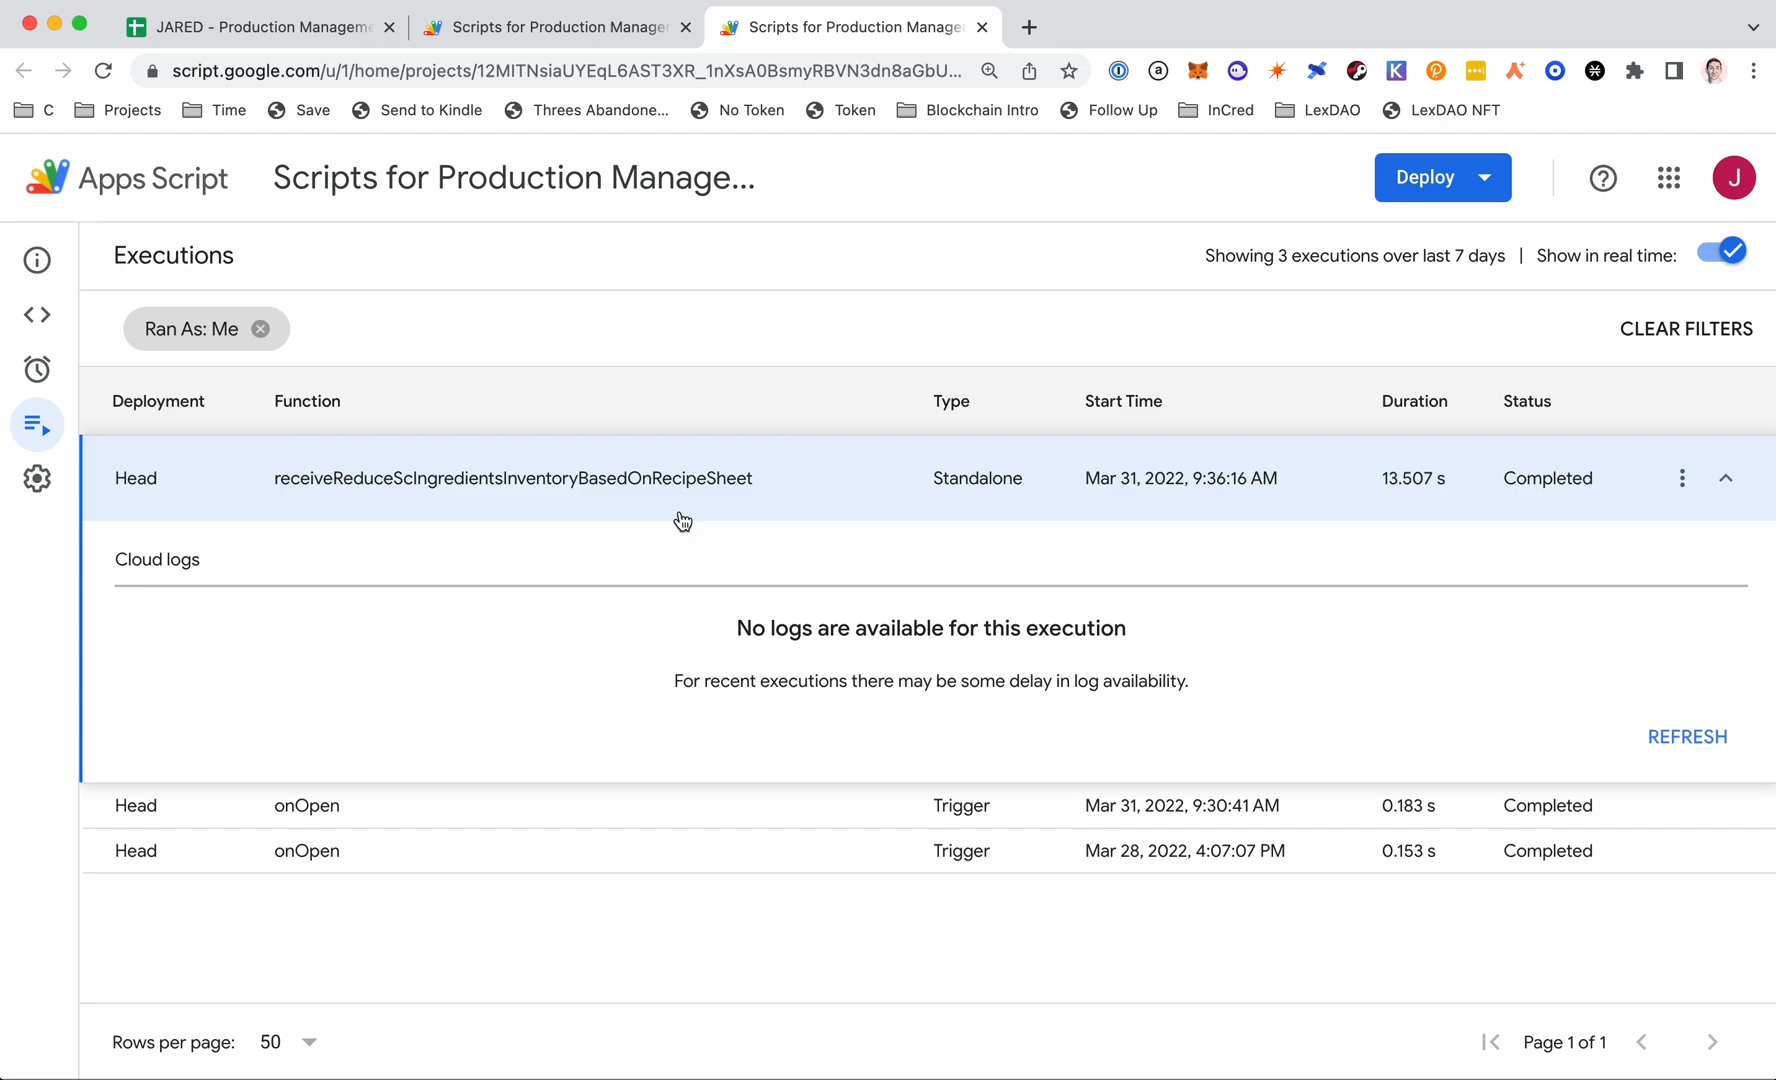 JARED - Production Manageme
Scripts for Production Manager
Scripts for Production Manager
script.google.com/u/1/home/projects/12MITNsiaUYEqL6AST3XR_1nXsA0BsmyRBVN3dn8aGbU...
C
Projects
Time
Save
Send to Kindle
Threes Abandone...
No Token
Token
Blockchain Intro
Follow Up
InCred
LexDAO
LexDAO NFT
Apps Script
Scripts for Production Manage...
Deploy
J
Executions
Showing 3 executions over last 7 days | Show in real time:
Ran As: Me
CLEAR FILTERS
Deployment Function Type Start Time Duration Status
Head receiveReduceScIngredientsInventoryBasedOnRecipeSheet Standalone Mar 31, 2022, 9:36:16 AM 13.507 s Completed
Cloud logs
No logs are available for this execution
For recent executions there may be some delay in log availability.
REFRESH
Head onOpen Trigger Mar 31, 2022, 9:30:41 AM 0.183 s Completed
Head onOpen Trigger Mar 28, 2022, 4:07:07 PM 0.153 s Completed
Rows per page: 50
Page 1 of 1